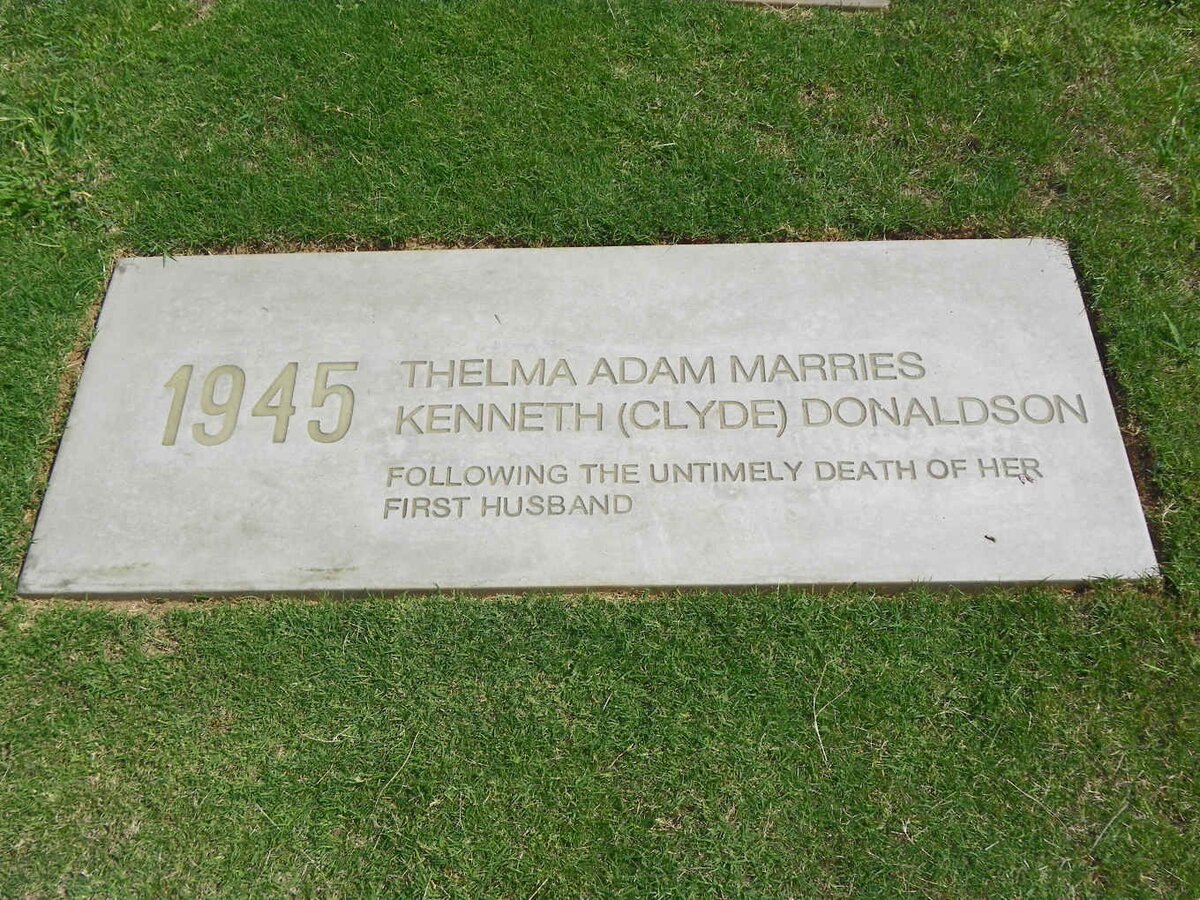 1945
THELMA ADAM MARRIES
KENNETH (CLYDE) DONALDSON
FOLLOWING THE UNTIMELY DEATH OF HER
FIRST HUSBAND